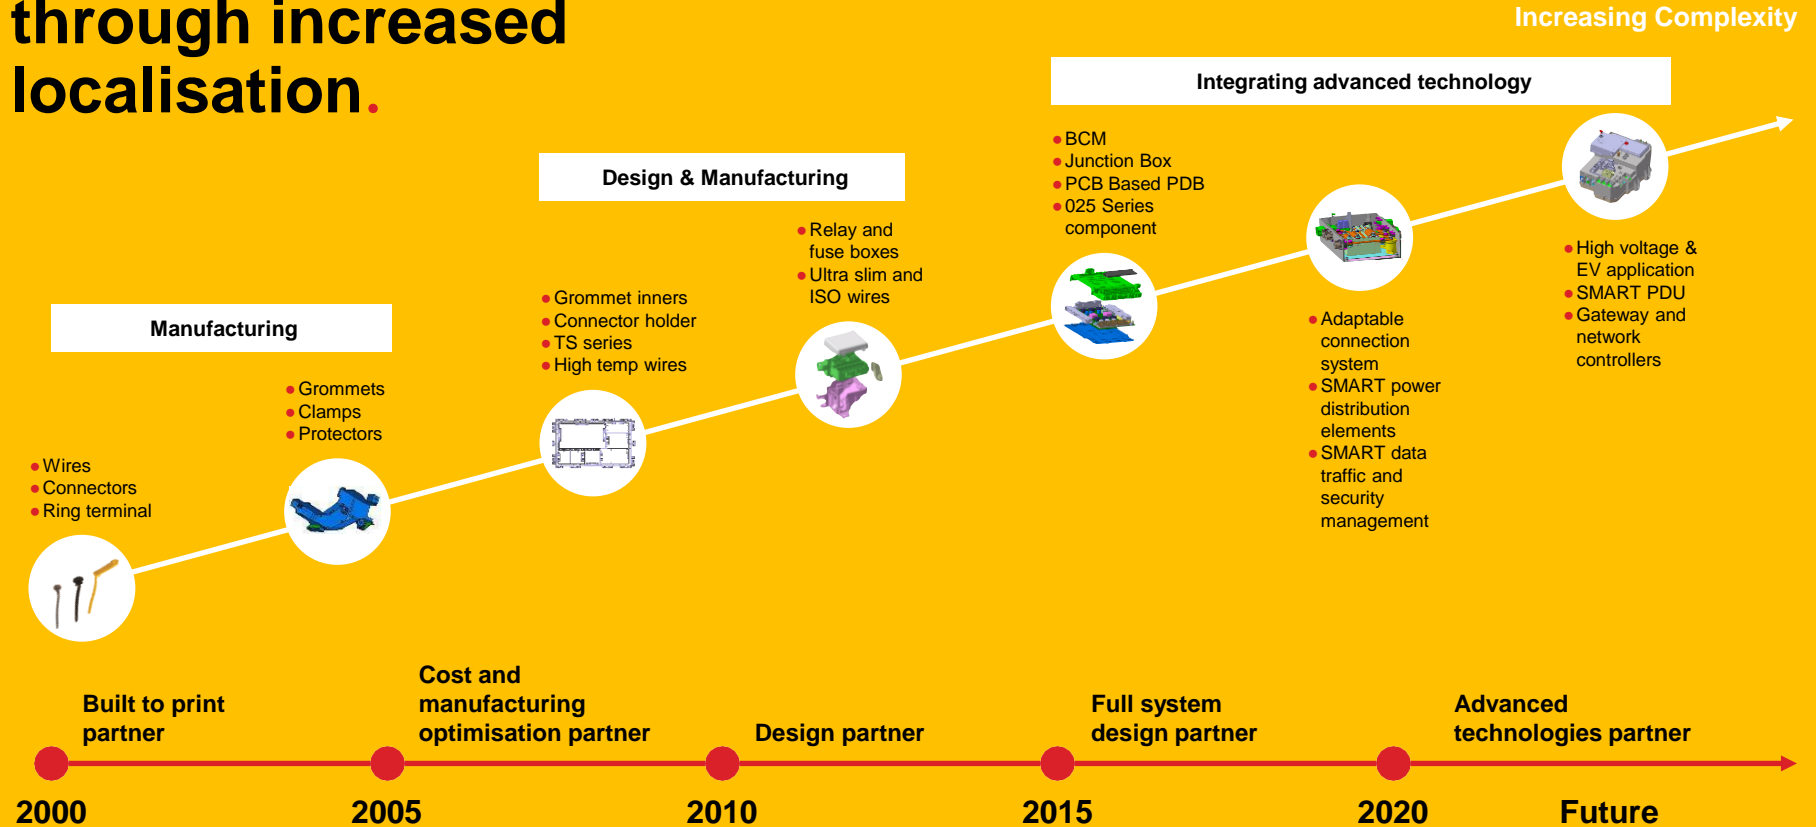 through increased
localisation.
Increasing Complexity
Integrating advanced technology
BCM
Junction Box
PCB Based PDB
025 Series
component
Design & Manufacturing
Relay and
fuse boxes
Ultra slim and
ISO wires
High voltage &
EV application
SMART PDU
Gateway and
network
controllers
Grommet inners
Connector holder
TS series
High temp wires
Manufacturing
Adaptable
connection
system
SMART power
distribution
elements
SMART data
traffic and
security
management
Grommets
Clamps
Protectors
Wires
Connectors
Ring terminal
Built to print
partner
Cost and
manufacturing
optimisation partner
Design partner
Full system
design partner
Advanced
technologies partner
2000
2005
2010
2015
2020
Future